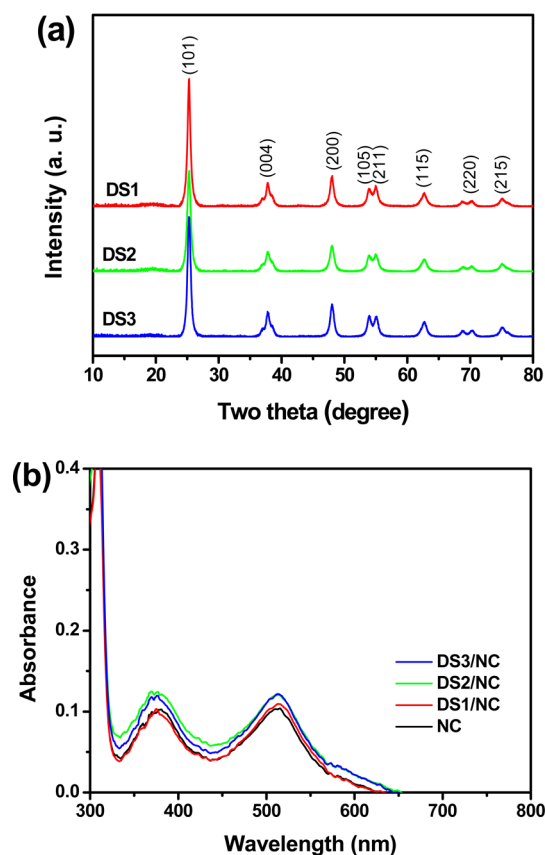 (a)
(101)
(004)
(200)
(105)
(211)
(115)
(220)
(215)
DS1
DS2
DS3
Intensity (a. u.)
10 20 30 40 50 60 70 80
Two theta (degree)
(b)
0.4
0.3
0.2
0.1
0.0
Absorbance
DS3/NC
DS2/NC
DS1/NC
NC
300 400 500 600 700 800
Wavelength (nm)